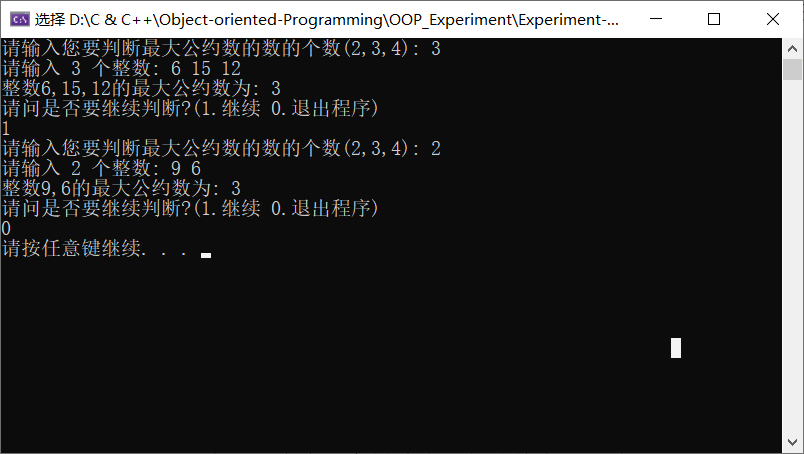 选择 D:\C & C++\Object-oriented-Programming\OOP_Experiment\Experiment-...
请输入您要判断最大公约数的数的个数(2,3,4): 3
请输入 3 个整数: 6 15 12
整数6,15,12的最大公约数为: 3
请问是否要继续判断?(1.继续 0.退出程序)
1
请输入您要判断最大公约数的数的个数(2,3,4): 2
请输入 2 个整数: 9 6
整数9,6的最大公约数为: 3
请问是否要继续判断?(1.继续 0.退出程序)
0
请按任意键继续. . .